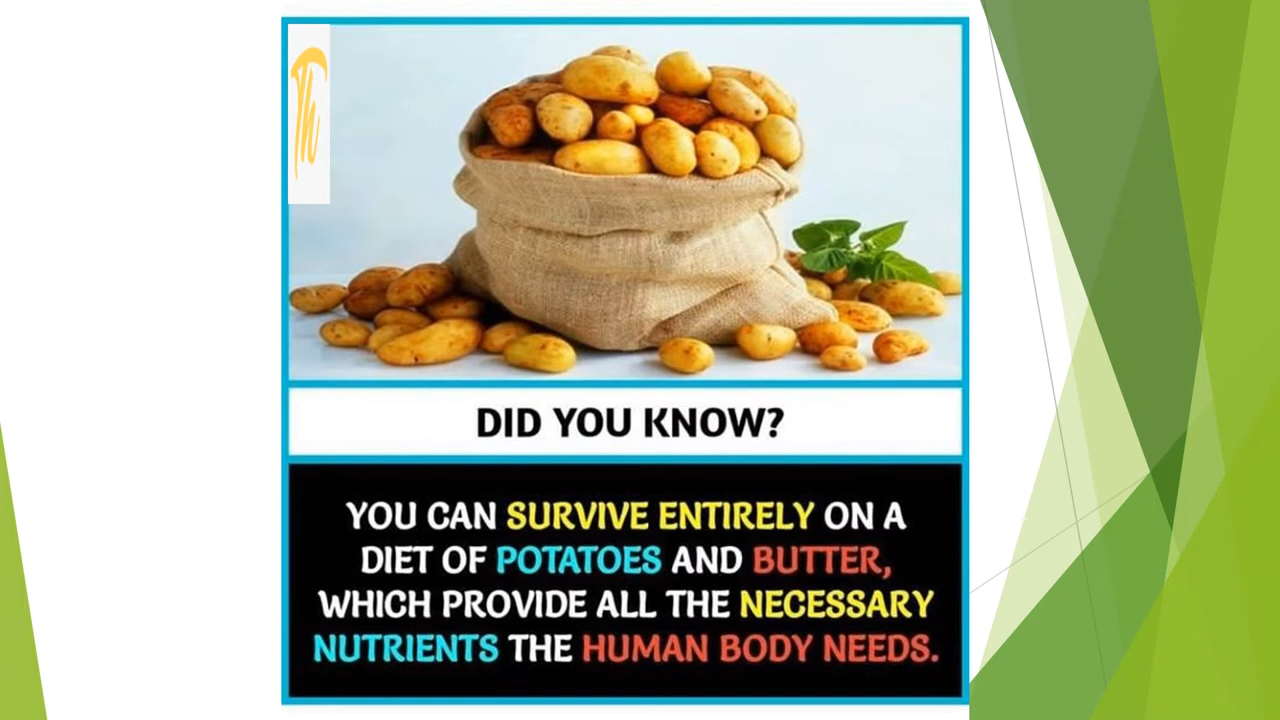 Th
DID YOU KNOW?
YOU CAN SURVIVE ENTIRELY ON A
DIET OF POTATOES AND BUTTER,
WHICH PROVIDE ALL THE NECESSARY
NUTRIENTS THE HUMAN BODY NEEDS.